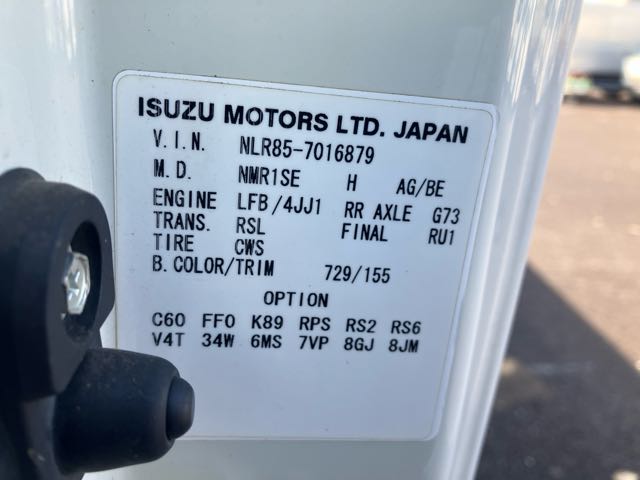 ISUZU MOTORS LTD. JAPAN
V.I.N. NLR85-7016879
M.D. NMR1SE H AG/BE
ENGINE LFB/4JJ1 RR AXLE G73
TRANS. RSL FINAL RU1
TIRE CWS
B.COLOR/TRIM 729/155
OPTION
C60 FF0 K89 RPS RS2 RS6
V4T 34W 6MS 7VP 8GJ 8JM